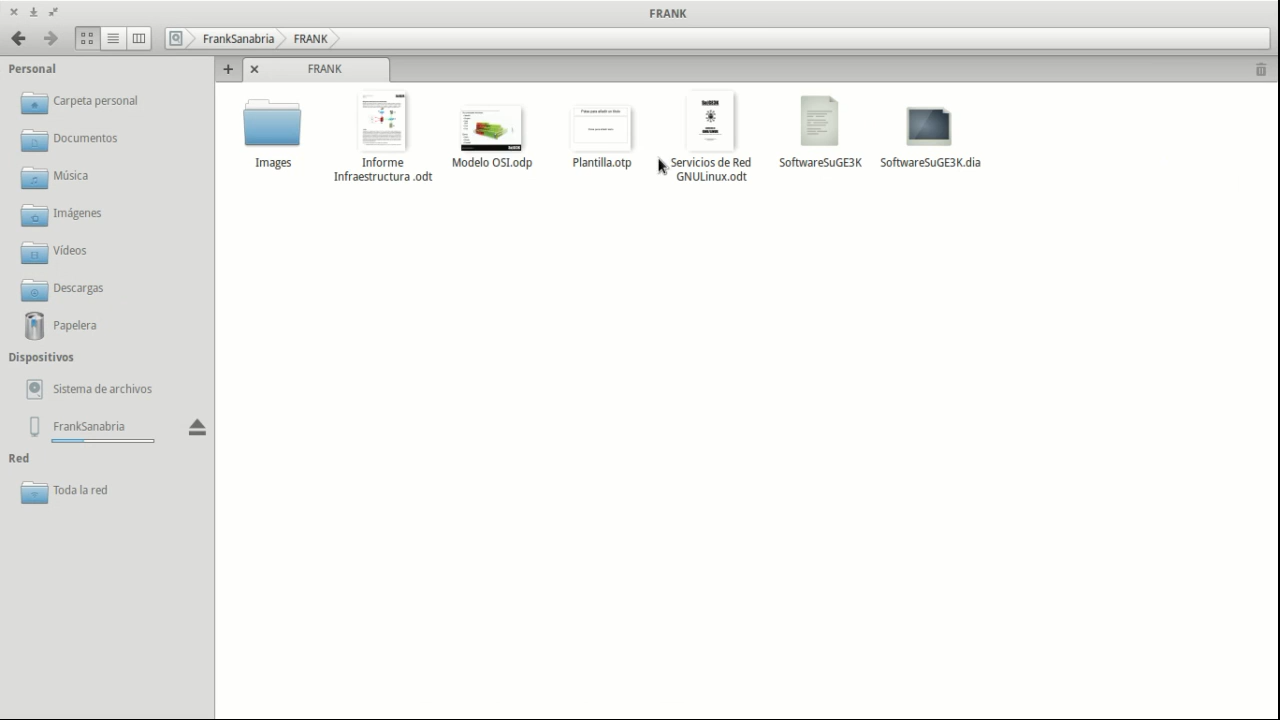 FRANK
FrankSanabria
FRANK
Personal
FRANK
Carpeta personal
Documentos
Música
Imágenes
Vídeos
Descargas
Papelera
Dispositivos
Sistema de archivos
FrankSanabria
Red
Toda la red
Images
Informe
Infraestructura .odt
Modelo OSI.odp
Plantilla.otp
Servicios de Red
GNULinux.odt
SoftwareSuGE3K
SoftwareSuGE3K.dia